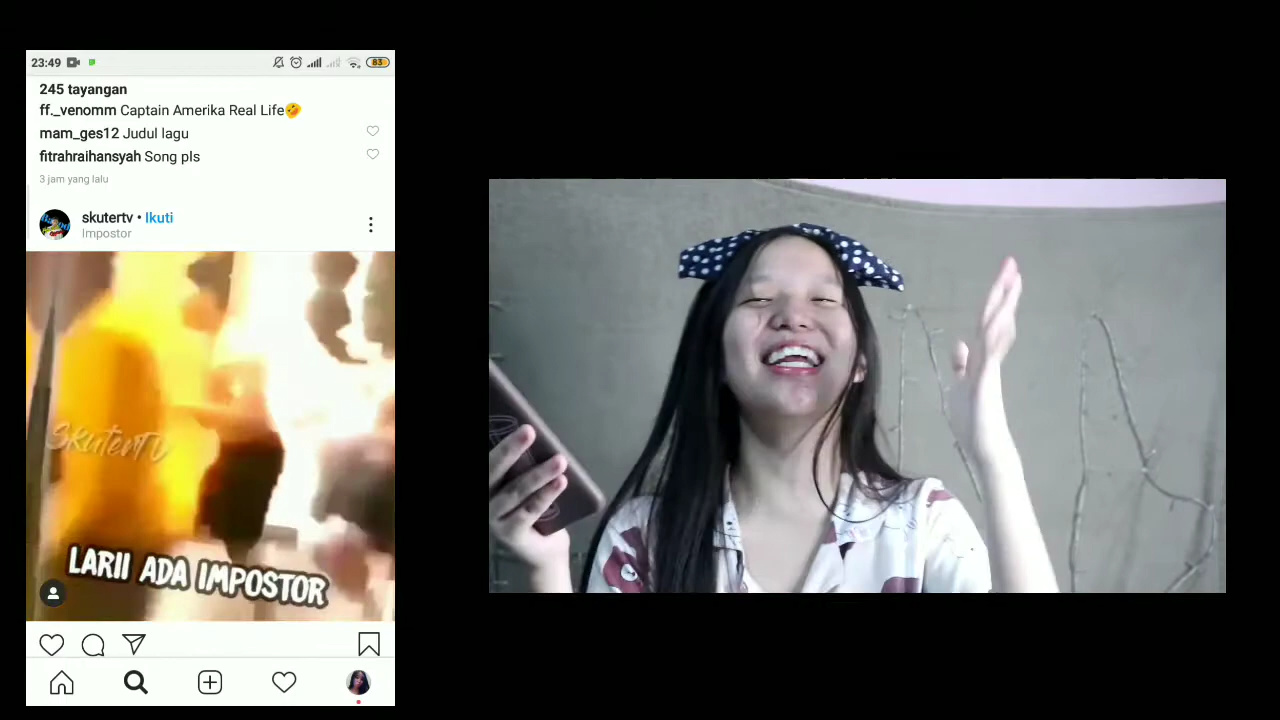 23:49
83
245 tayangan
ff._venomm Captain Amerika Real Life🤣
mam_ges12 Judul lagu
fitrahraihansyah Song pls
3 jam yang lalu
skutertv • Ikuti
Impostor
SkuterTv
LARII ADA IMPOSTOR